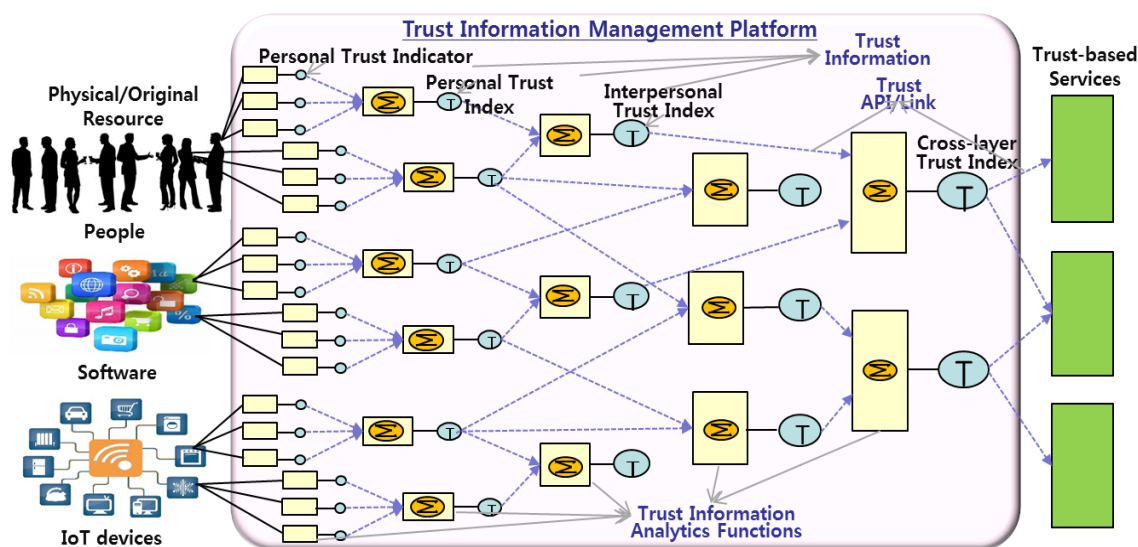 Trust Information Management Platform
Personal Trust Indicator
Personal Trust
Index
Interpersonal
Trust Index
Trust
Information
Trust
API/Link
Cross-layer
Trust Index
Trust-based
Services
Physical/Original
Resource
People
Software
IoT devices
Trust Information
Analytics Functions
T
T
T
T
T
T
T
T
T
T
T
T
T
T